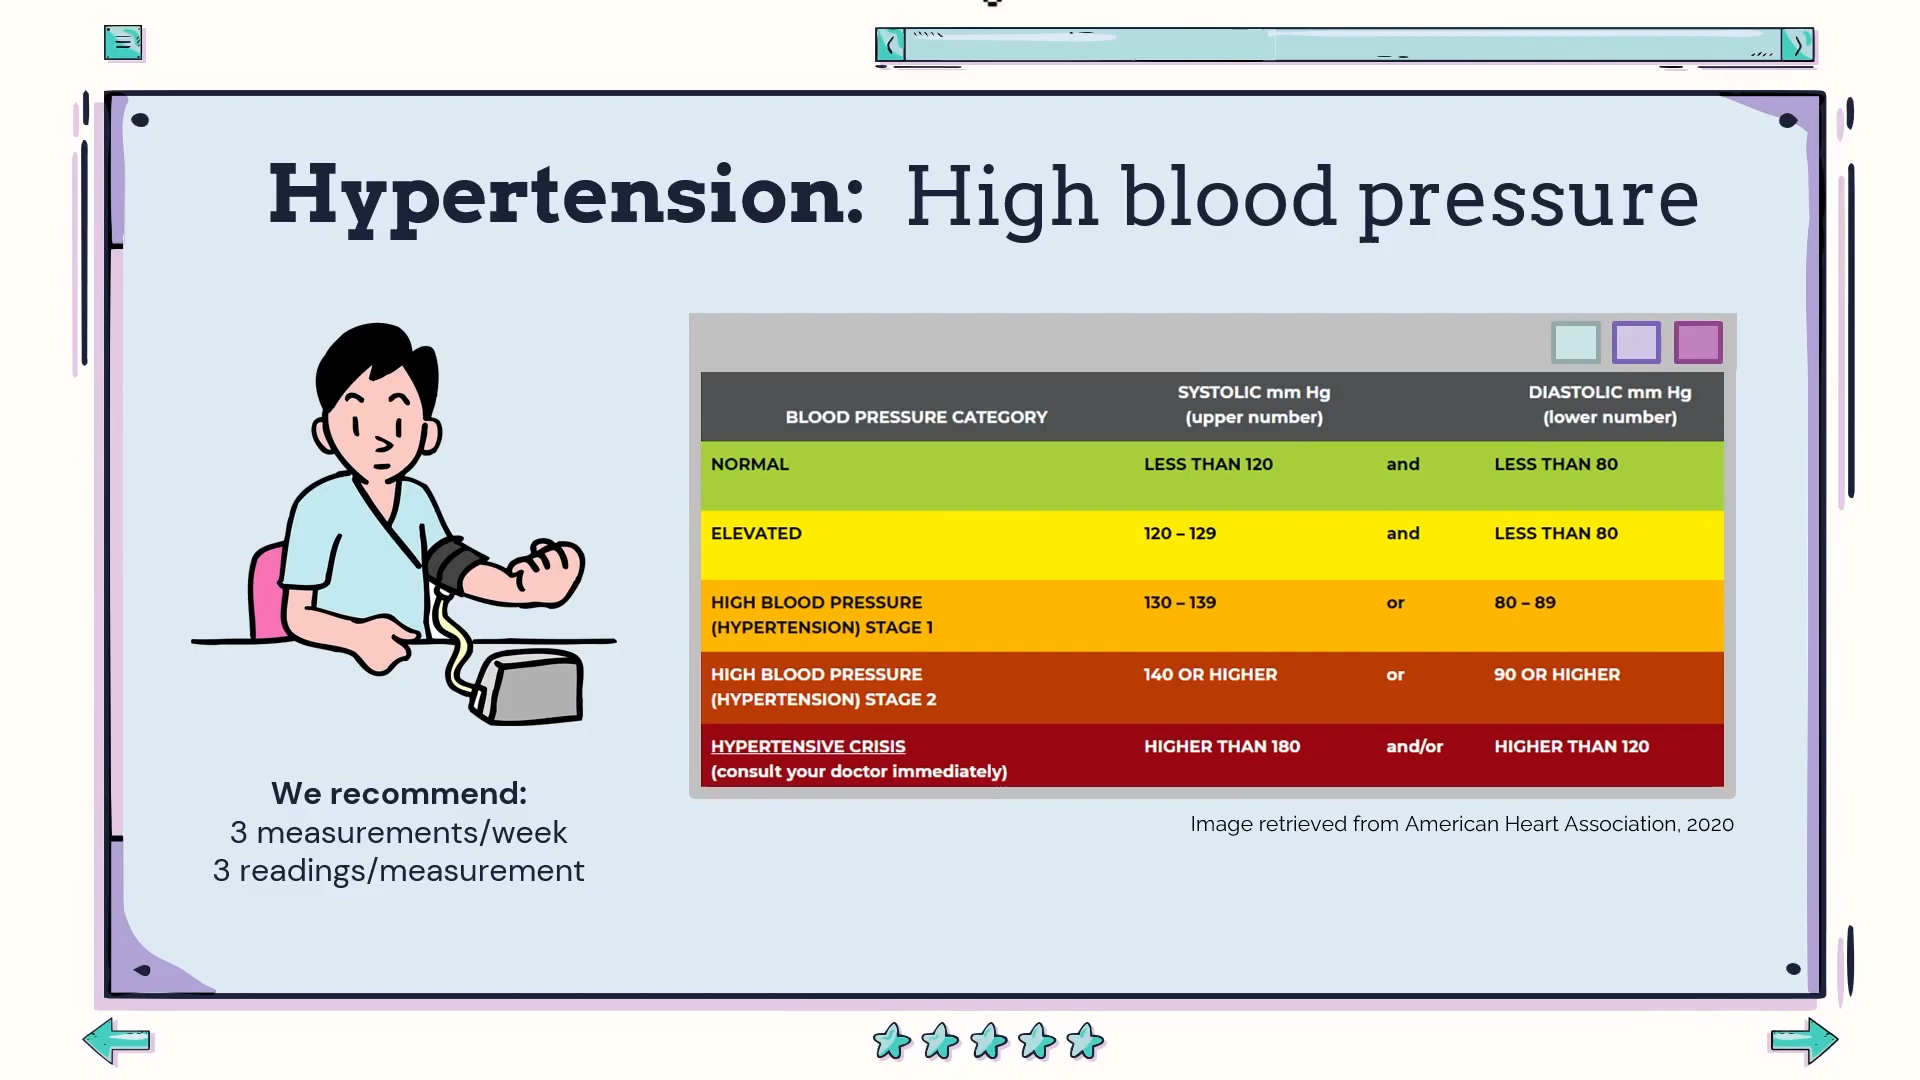 Hypertension: High blood pressure
BLOOD PRESSURE CATEGORY SYSTOLIC mm Hg (upper number) DIASTOLIC mm Hg (lower number)
NORMAL LESS THAN 120 and LESS THAN 80
ELEVATED 120 – 129 and LESS THAN 80
HIGH BLOOD PRESSURE 130 – 139 or 80 – 89
(HYPERTENSION) STAGE 1
HIGH BLOOD PRESSURE 140 OR HIGHER or 90 OR HIGHER
(HYPERTENSION) STAGE 2
HYPERTENSIVE CRISIS HIGHER THAN 180 and/or HIGHER THAN 120
(consult your doctor immediately)
Image retrieved from American Heart Association, 2020
We recommend:
3 measurements/week
3 readings/measurement